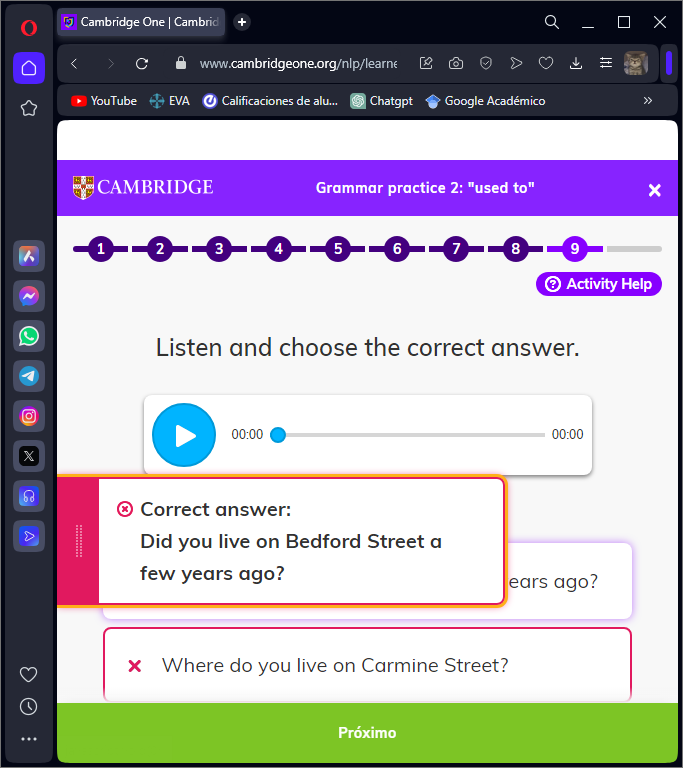 Cambridge One | Cambrid
www.cambridgeone.org/nlp/learne
YouTube
EVA
Calificaciones de alu...
Chatgpt
Google Académico
»
CAMBRIDGE
Grammar practice 2: "used to"
1 2 3 4 5 6 7 8 9
Activity Help
Listen and choose the correct answer.
00:00
00:00
Correct answer:
Did you live on Bedford Street a
few years ago?
ears ago?
Where do you live on Carmine Street?
Próximo